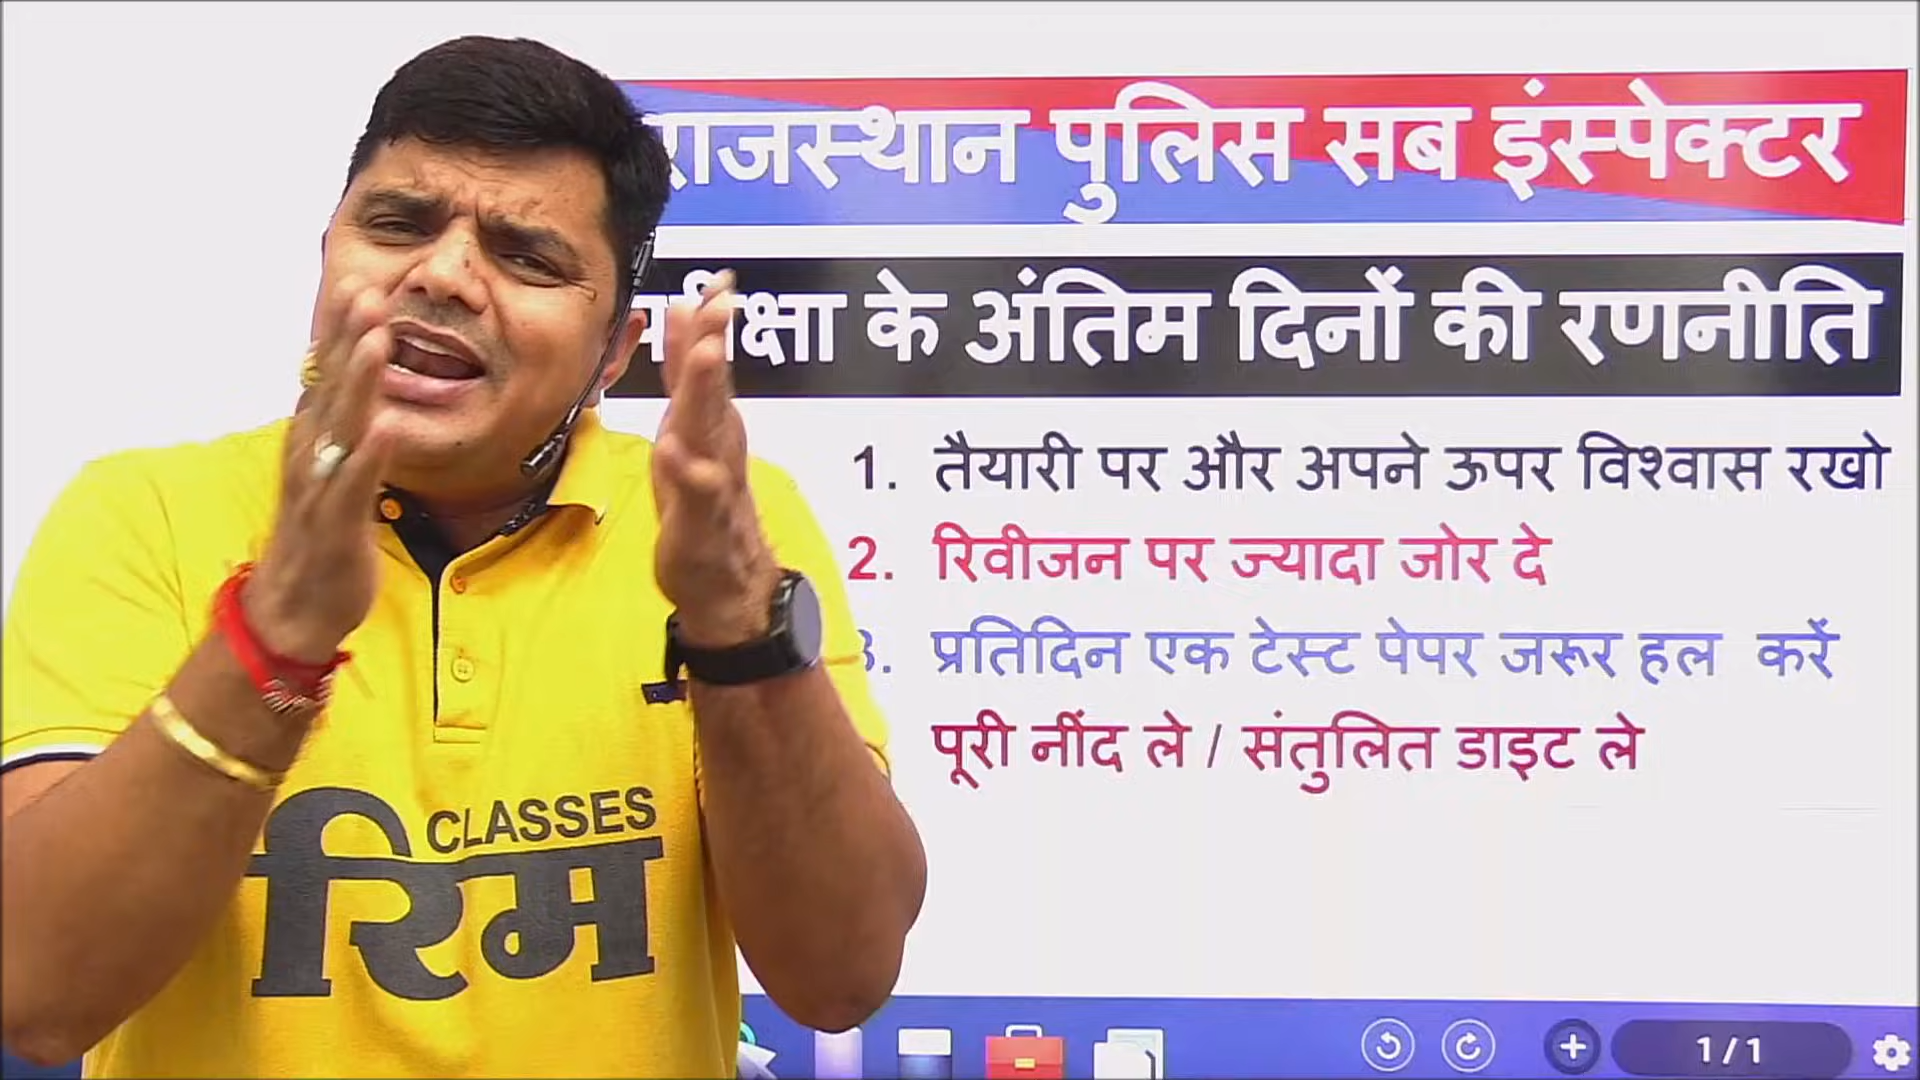 राजस्थान पुलिस सब इंस्पेक्टर
परीक्षा के अंतिम दिनों की रणनीति
1. तैयारी पर और अपने ऊपर विश्वास रखो
2. रिवीजन पर ज्यादा जोर दे
3. प्रतिदिन एक टेस्ट पेपर जरूर हल करें
पूरी नींद ले / संतुलित डाइट ले
CLASSES
रिम
1/1